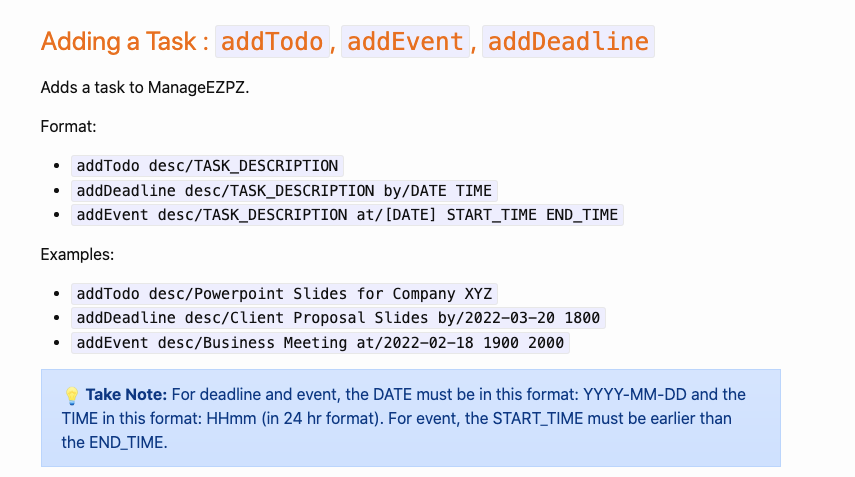 Adding a Task : addTodo, addEvent, addDeadline
Adds a task to ManageEZPZ.
Format:
• addTodo desc/TASK_DESCRIPTION
• addDeadline desc/TASK_DESCRIPTION by/DATE TIME
• addEvent desc/TASK_DESCRIPTION at/[DATE] START_TIME END_TIME
Examples:
• addTodo desc/Powerpoint Slides for Company XYZ
• addDeadline desc/Client Proposal Slides by/2022-03-20 1800
• addEvent desc/Business Meeting at/2022-02-18 1900 2000
💡 Take Note: For deadline and event, the DATE must be in this format: YYYY-MM-DD and the
TIME in this format: HHmm (in 24 hr format). For event, the START_TIME must be earlier than
the END_TIME.